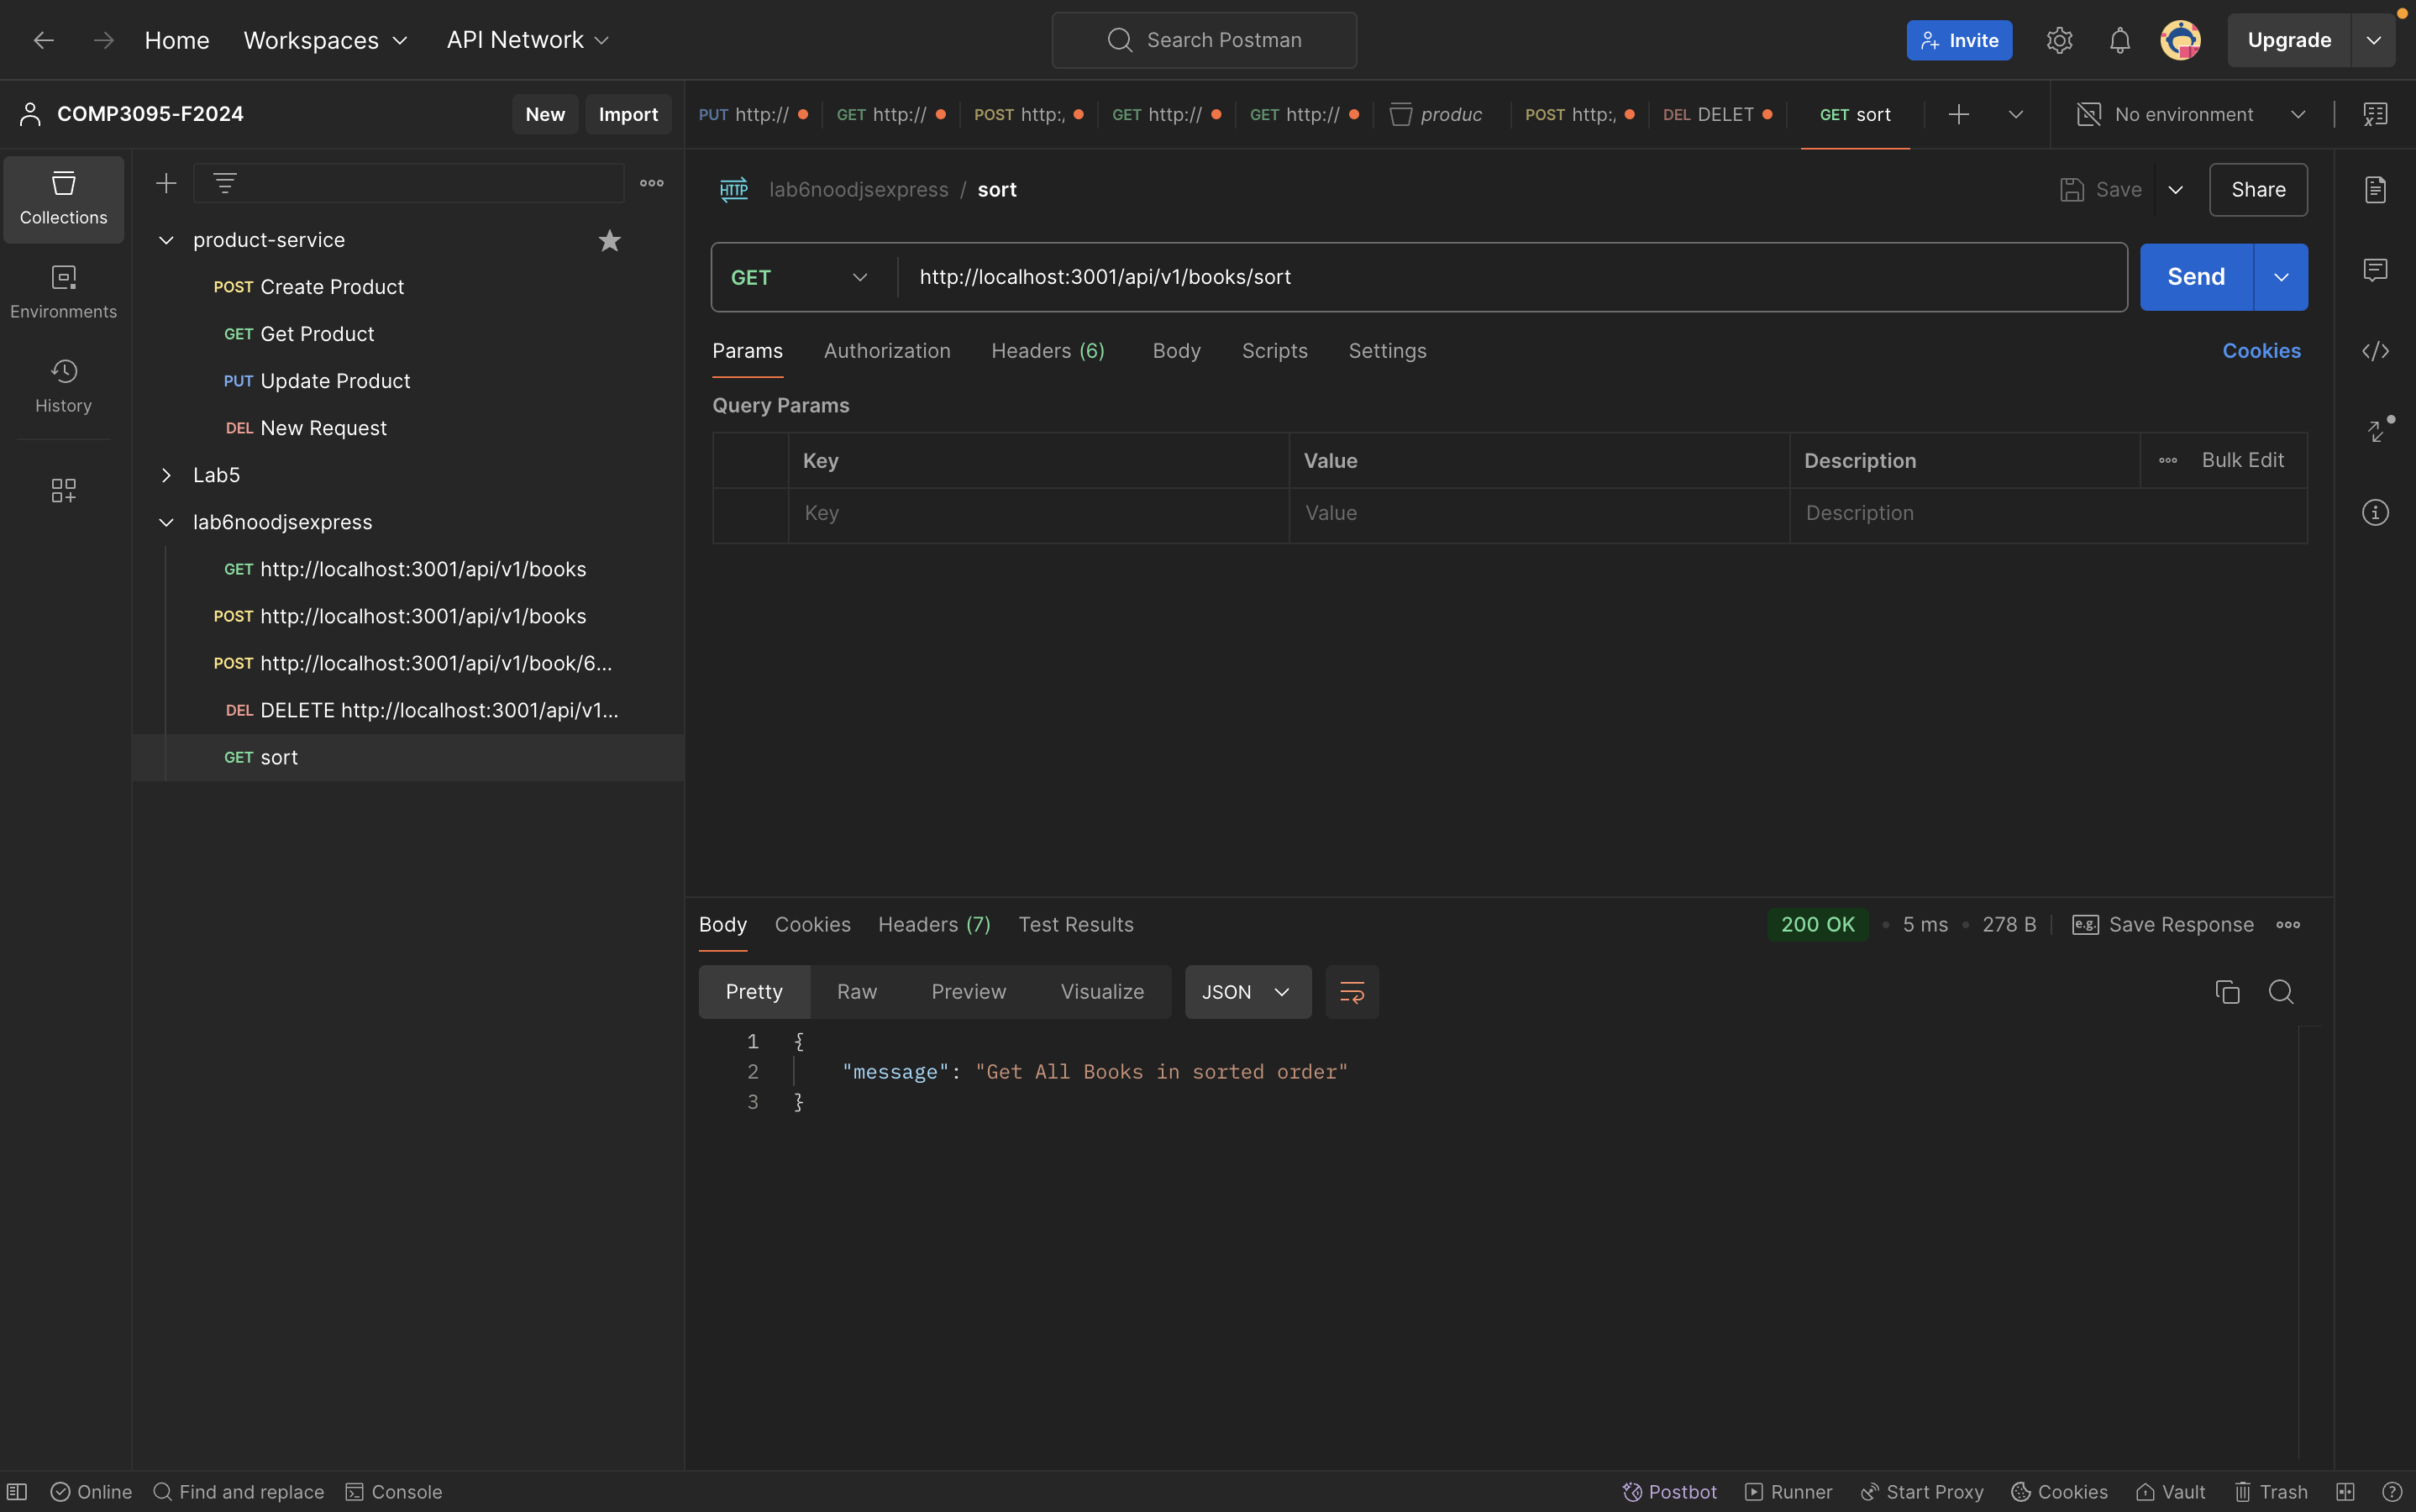 Home Workspaces API Network Search Postman Invite Upgrade
COMP3095-F2024 New Import PUT http:// GET http:// POST http: GET http:// GET http:// produc POST http: DEL DELET GET sort No environment
Collections
Environments
History
product-service
POST Create Product
GET Get Product
PUT Update Product
DEL New Request
Lab5
lab6noodjsexpress
GET http://localhost:3001/api/v1/books
POST http://localhost:3001/api/v1/books
POST http://localhost:3001/api/v1/book/6...
DEL DELETE http://localhost:3001/api/v1...
GET sort
HTTP lab6noodjsexpress / sort Save Share
GET http://localhost:3001/api/v1/books/sort Send
Params Authorization Headers (6) Body Scripts Settings Cookies
Query Params
Key Value Description Bulk Edit
Key Value Description
Body Cookies Headers (7) Test Results 200 OK 5 ms 278 B e.g. Save Response
Pretty Raw Preview Visualize JSON
1 {
2 "message": "Get All Books in sorted order"
3 }
Online Find and replace Console Postbot Runner Start Proxy Cookies Vault Trash